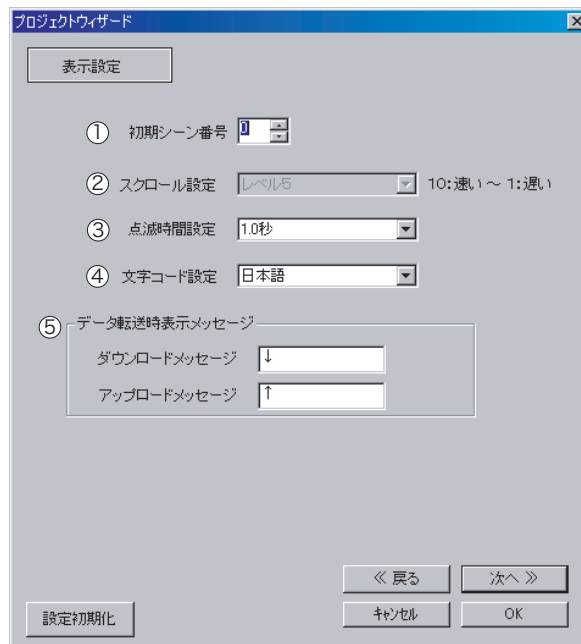 プロジェクトウィザード
表示設定
① 初期シーン番号 0
② スクロール設定 レベル5 10:速い～1:遅い
③ 点滅時間設定 1.0秒
④ 文字コード設定 日本語
⑤ データ転送時表示メッセージ
ダウンロードメッセージ ↓
アップロードメッセージ ↑
≪ 戻る 次へ ≫
設定初期化 キャンセル OK